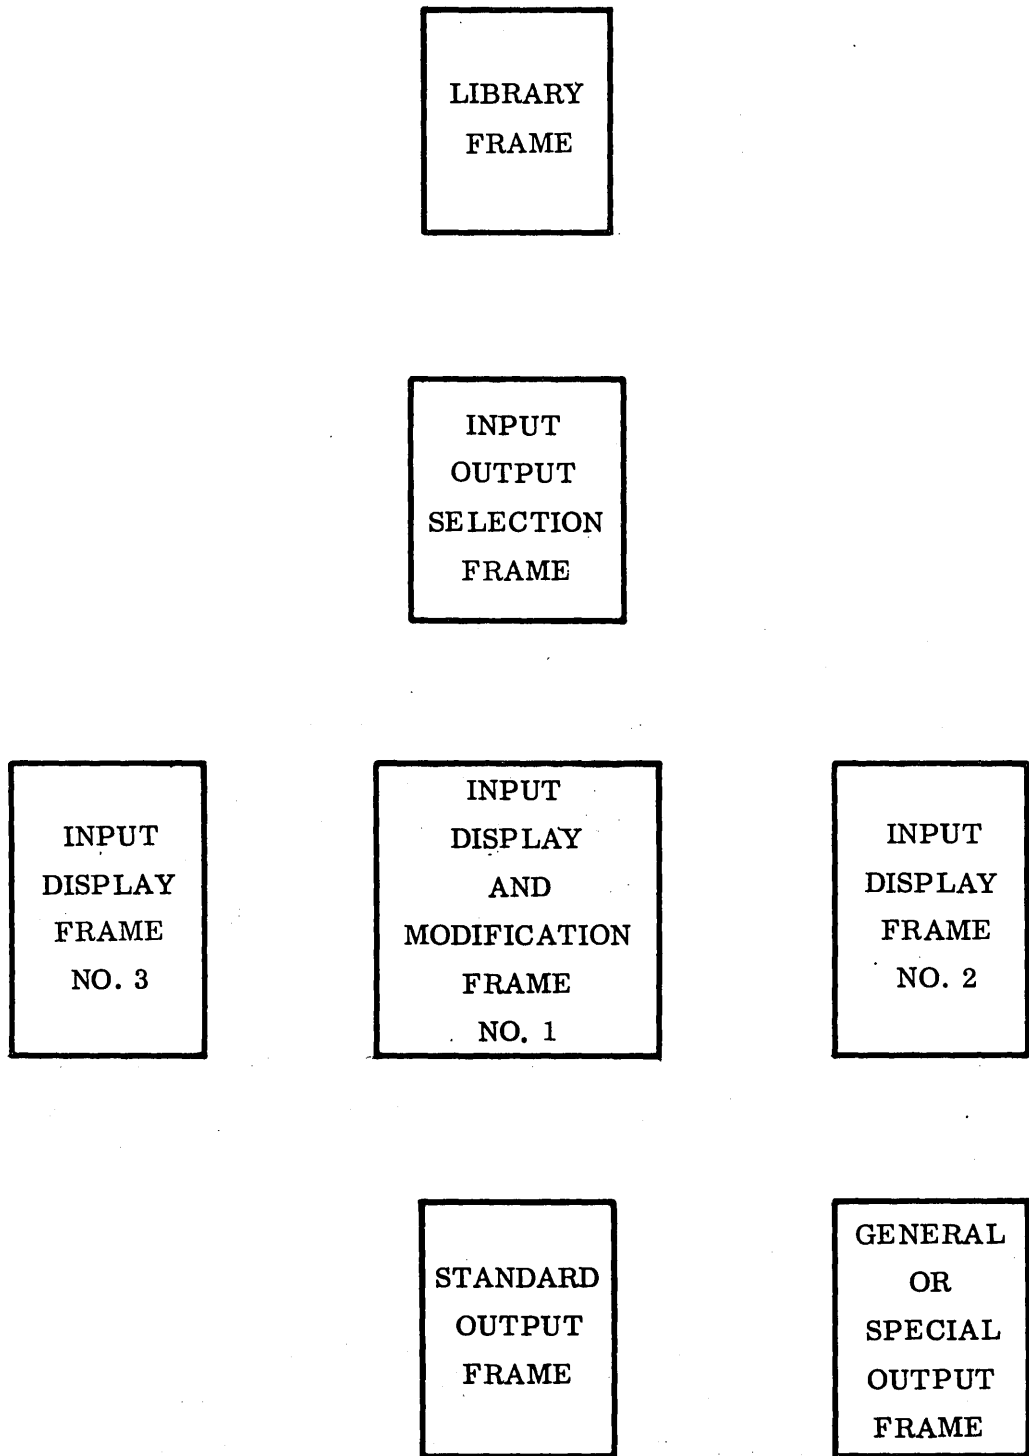 LIBRARY
FRAME
INPUT
OUTPUT
SELECTION
FRAME
INPUT
DISPLAY
FRAME
NO. 3
INPUT
DISPLAY
AND
MODIFICATION
FRAME
NO. 1
INPUT
DISPLAY
FRAME
NO. 2
STANDARD
OUTPUT
FRAME
GENERAL
OR
SPECIAL
OUTPUT
FRAME